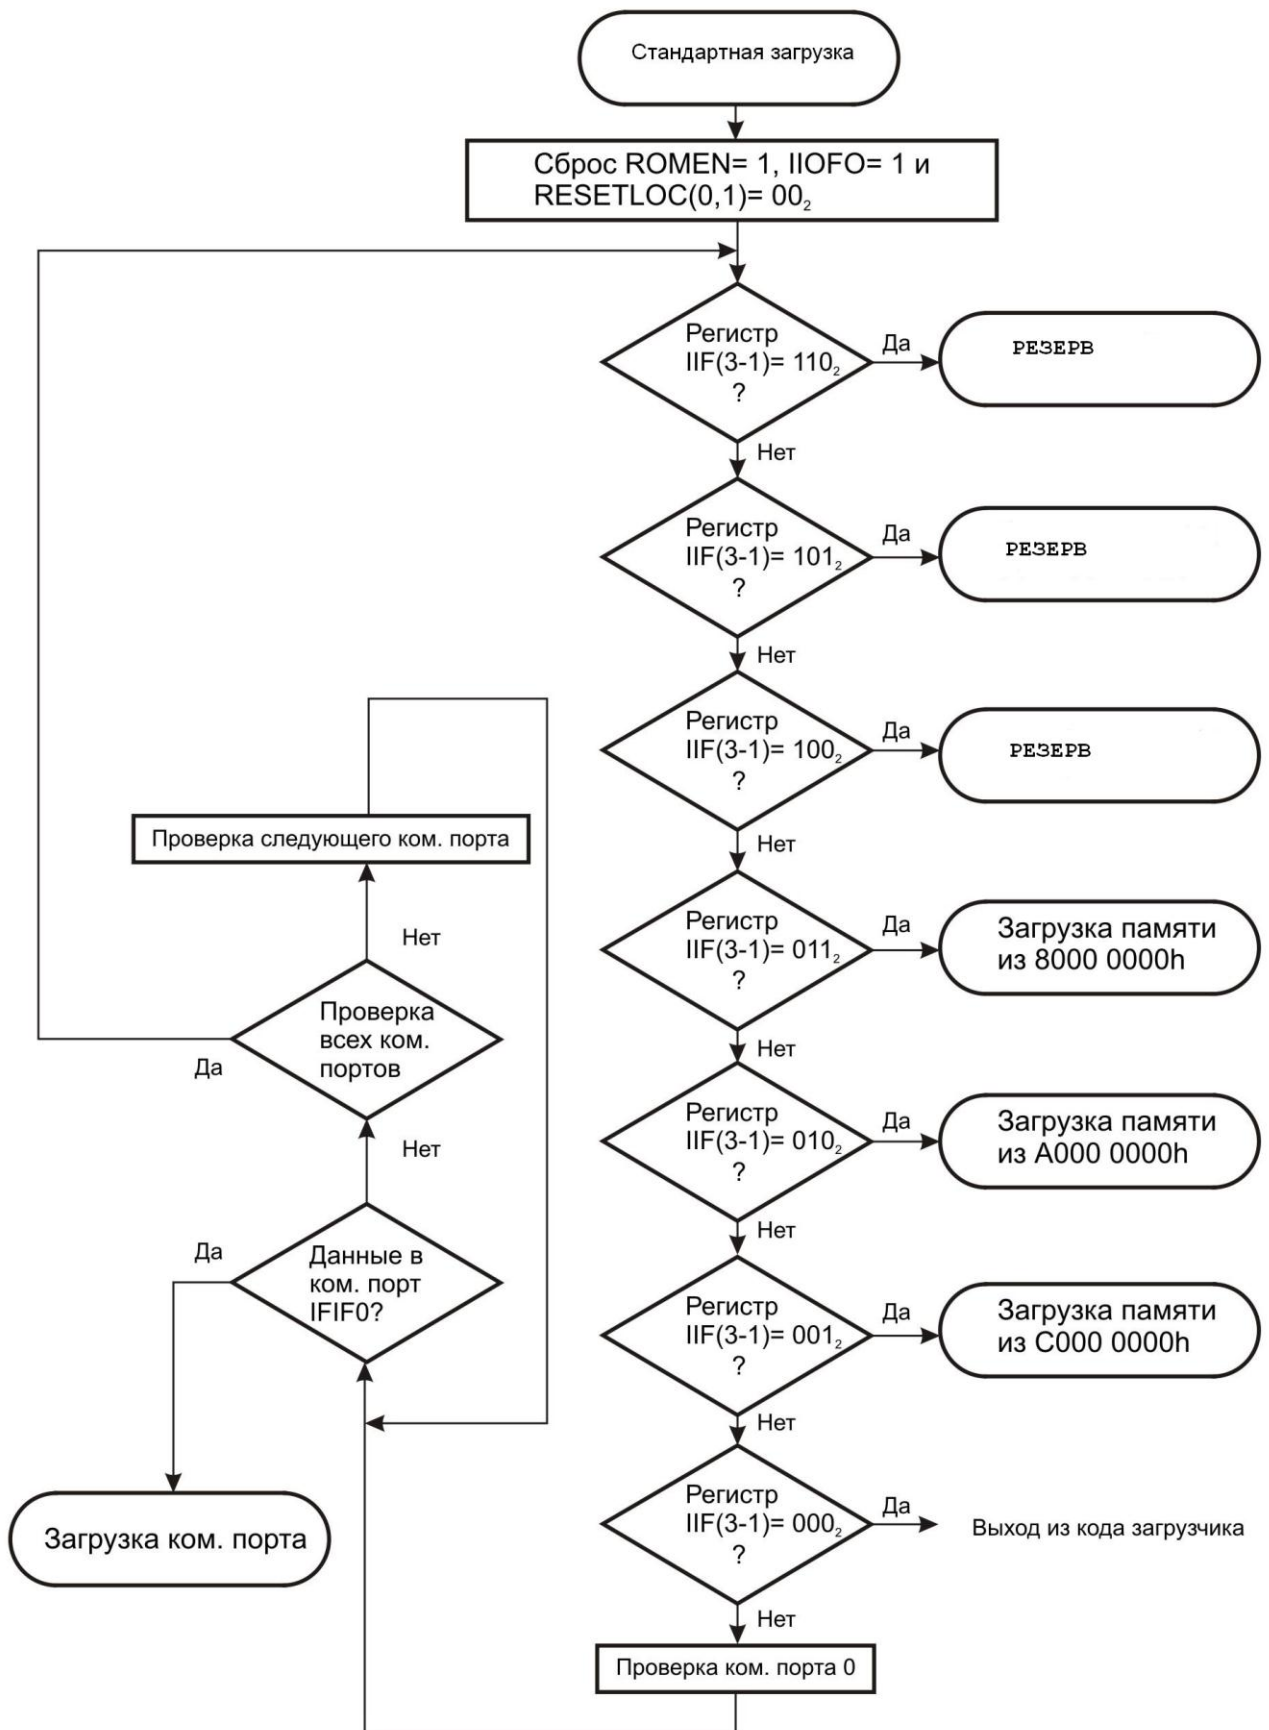 Стандартная загрузка
Сброс ROMEN= 1, IIOFO= 1 и
RESETLOC(0,1)= 00₂
Регистр
IIF(3-1)= 110₂
?
Да
РЕЗЕРВ
Нет
Регистр
IIF(3-1)= 101₂
?
Да
РЕЗЕРВ
Нет
Регистр
IIF(3-1)= 100₂
?
Да
РЕЗЕРВ
Нет
Регистр
IIF(3-1)= 011₂
?
Да
Загрузка памяти
из 8000 0000h
Нет
Регистр
IIF(3-1)= 010₂
?
Да
Загрузка памяти
из A000 0000h
Нет
Регистр
IIF(3-1)= 001₂
?
Да
Загрузка памяти
из C000 0000h
Нет
Регистр
IIF(3-1)= 000₂
?
Да
Выход из кода загрузчика
Нет
Проверка ком. порта 0
Данные в
ком. порт
IFIF0?
Да
Загрузка ком. порта
Нет
Проверка
всех ком.
портов
Да
Нет
Проверка следующего ком. порта